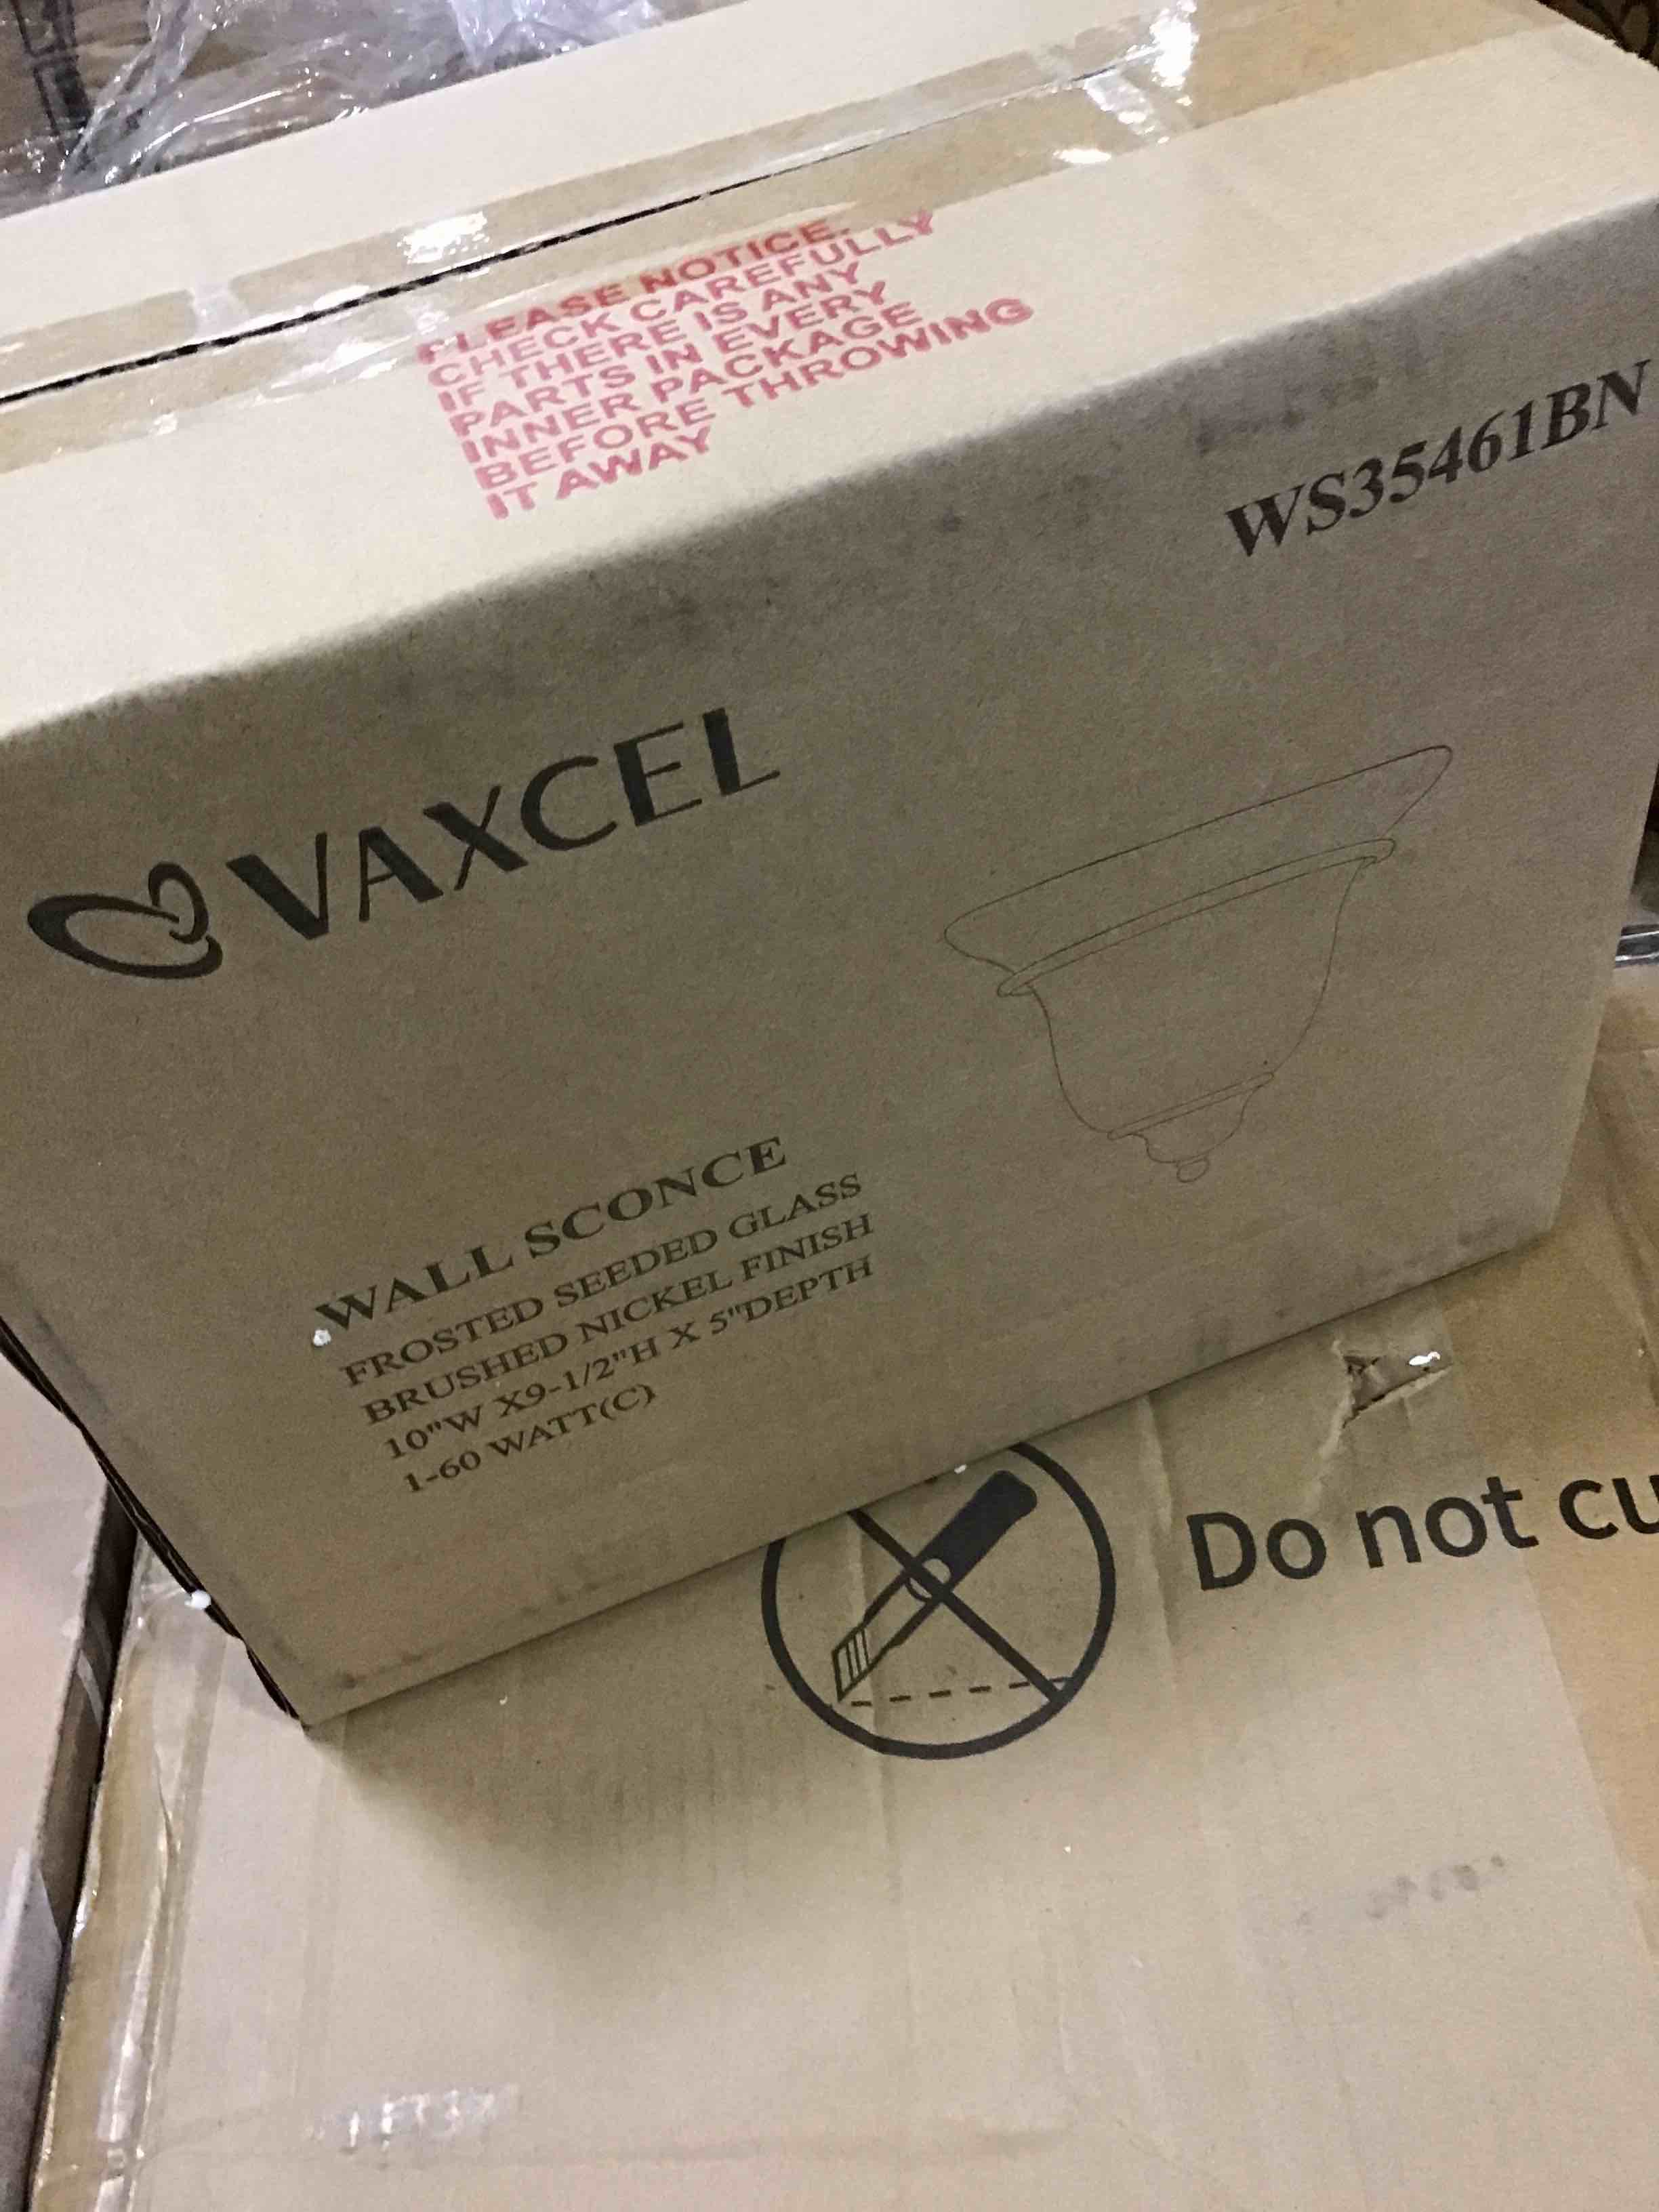 PLEASE NOTICE.
CHECK CAREFULLY
IF THERE IS ANY
PARTS IN EVERY
INNER PACKAGE
BEFORE THROWING
IT AWAY
WS35461BN
VAXCEL
WALL SCONCE
FROSTED SEEDED GLASS
BRUSHED NICKEL FINISH
10"W X9-1/2"H X 5"DEPTH
1-60 WATT(C)
Do not cu